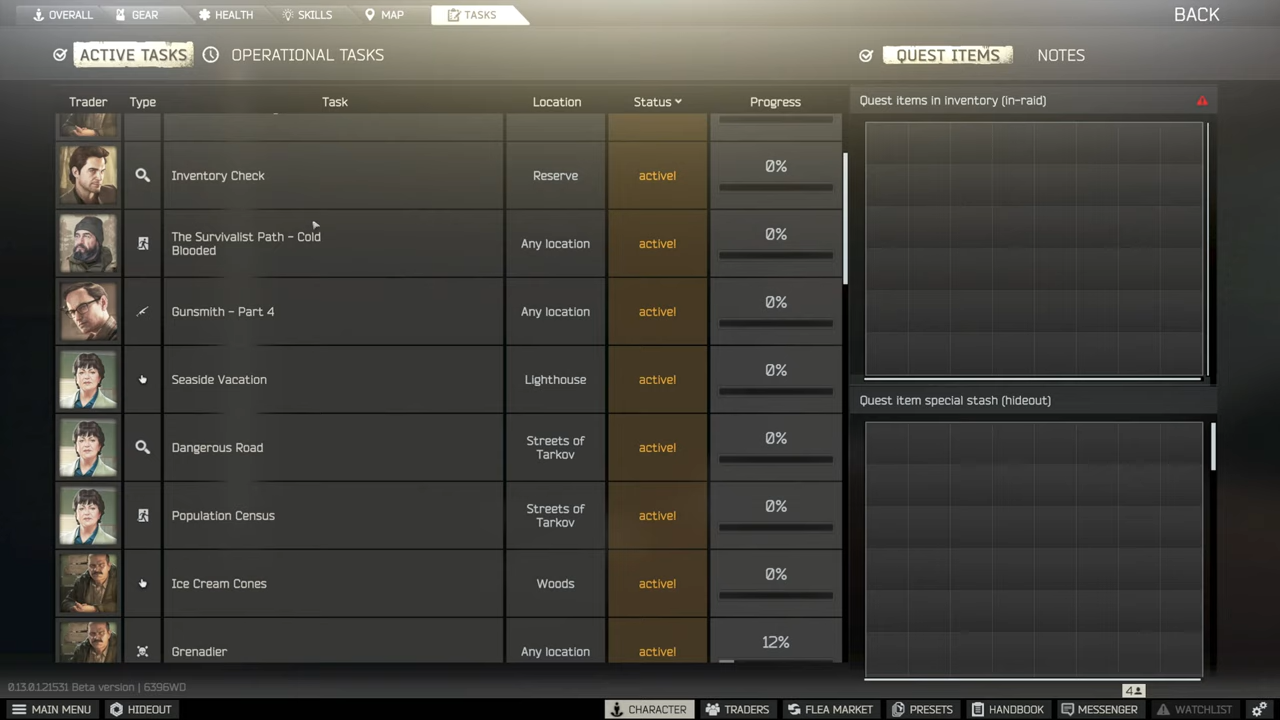 OVERALL GEAR HEALTH SKILLS MAP TASKS BACK
ACTIVE TASKS OPERATIONAL TASKS QUEST ITEMS NOTES
Trader Type Task Location Status Progress
Quest items in inventory (in-raid)
Inventory Check Reserve active! 0%
The Survivalist Path - Cold
Blooded
Any location active! 0%
Gunsmith - Part 4 Any location active! 0%
Seaside Vacation Lighthouse active! 0%
Quest item special stash (hideout)
Dangerous Road
Streets of
Tarkov
active! 0%
Population Census
Streets of
Tarkov
active! 0%
Ice Cream Cones Woods active! 0%
Grenadier Any location active! 12%
0.13.0.1.21531 Beta version | 6396WD
4
MAIN MENU HIDEOUT CHARACTER TRADERS FLEA MARKET PRESETS HANDBOOK MESSENGER WATCHLIST